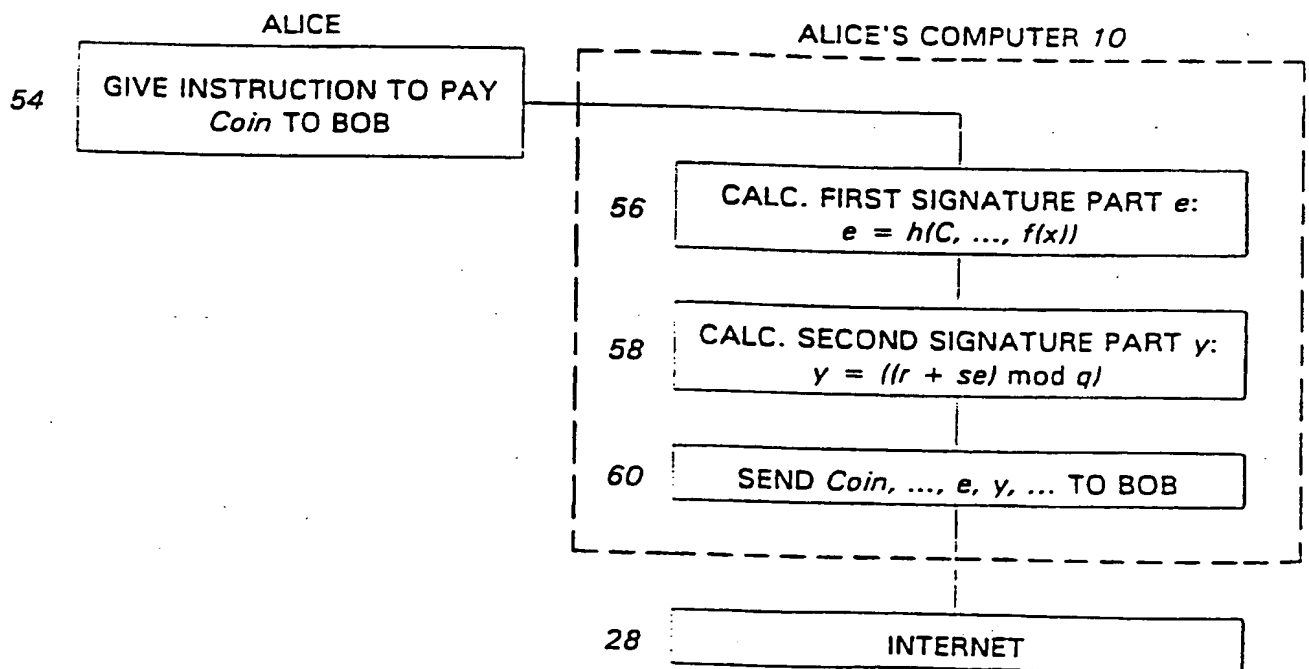 ALICE
ALICE'S COMPUTER 10
54
GIVE INSTRUCTION TO PAY
Coin TO BOB
56
CALC. FIRST SIGNATURE PART e:
e = h(C, ..., f(x))
58
CALC. SECOND SIGNATURE PART y:
y = ((r + se) mod q)
60
SEND Coin, ..., e, y, ... TO BOB
28
INTERNET